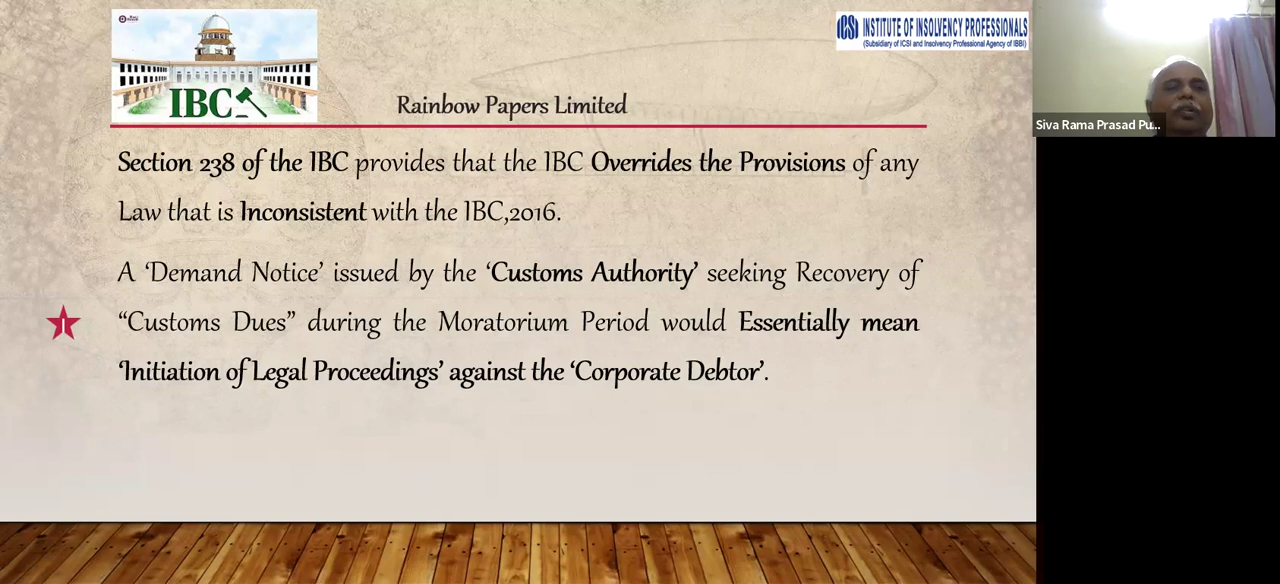 IBC
ICSI INSTITUTE OF INSOLVENCY PROFESSIONALS
(Subsidiary of ICSI and Insolvency Professional Agency of IBBI)
Rainbow Papers Limited
Siva Rama Prasad Pu...
Section 238 of the IBC provides that the IBC Overrides the Provisions of any
Law that is Inconsistent with the IBC,2016.
A ‘Demand Notice’ issued by the ‘Customs Authority’ seeking Recovery of
“Customs Dues” during the Moratorium Period would Essentially mean
‘Initiation of Legal Proceedings’ against the ‘Corporate Debtor’.